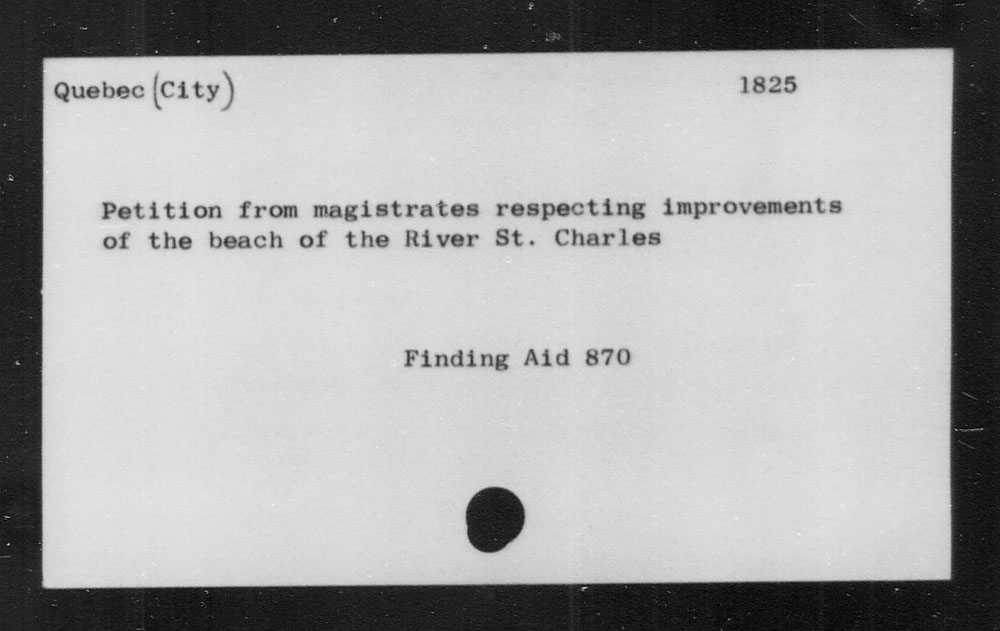 Quebec (City) 1825
Petition from magistrates respecting improvements
of the beach of the River St. Charles
Finding Aid 870